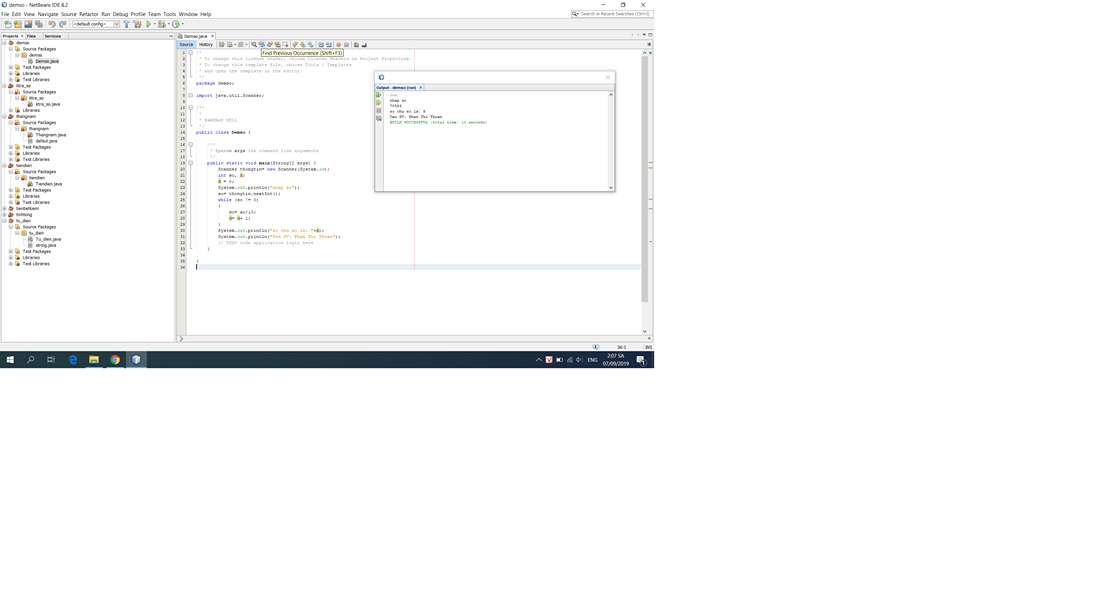 demso - NetBeans IDE 8.2
File Edit View Navigate Source Refactor Run Debug Profile Team Tools Window Help
Search in Recent Searches (Ctrl+I)
<default config>
Projects × Files Services
demso
Source Packages
demso
Demso.java
Test Packages
Libraries
Test Libraries
ktra_so
Source Packages
ktra_so
ktra_so.java
Libraries
thangnam
Source Packages
thangnam
Thangnam.java
defaul.java
Test Packages
Libraries
Test Libraries
tiendien
Source Packages
tiendien
Tiendien.java
Test Packages
Libraries
Test Libraries
tientietkiem
tinhtong
tu_dien
Source Packages
tu_dien
Tu_dien.java
string.java
Test Packages
Libraries
Test Libraries
Demso.java ×
Source History
Find Previous Occurrence (Shift+F3)
1 /*
2 * To change this license header, choose License Headers in Project Properties.
3 * To change this template file, choose Tools | Templates
4 * and open the template in the editor.
5 */
6 package demso;
7
8 import java.util.Scanner;
9
10 /**
11 *
12 * @author DELL
13 */
14 public class Demso {
15
16 /**
17 * @param args the command line arguments
18 */
19 public static void main(String[] args) {
20 Scanner thongtin= new Scanner(System.in);
21 int so, d;
22 d = 0;
23 System.out.println("nhap so");
24 so= thongtin.nextInt();
25 while (so != 0)
26 {
27 so= so/10;
28 d= d+ 1;
29 }
30 System.out.println("so chu so la: "+d);
31 System.out.println("Ten SV: Phan Thi Thuan");
32 // TODO code application logic here
33 }
34
35 }
36
Output - demso (run) ×
run:
nhap so
so chu so la: 5
Ten SV: Phan Thi Thuan
BUILD SUCCESSFUL (total time: 10 seconds)
36:1 INS
ENG
2:07 SA
07/09/2019